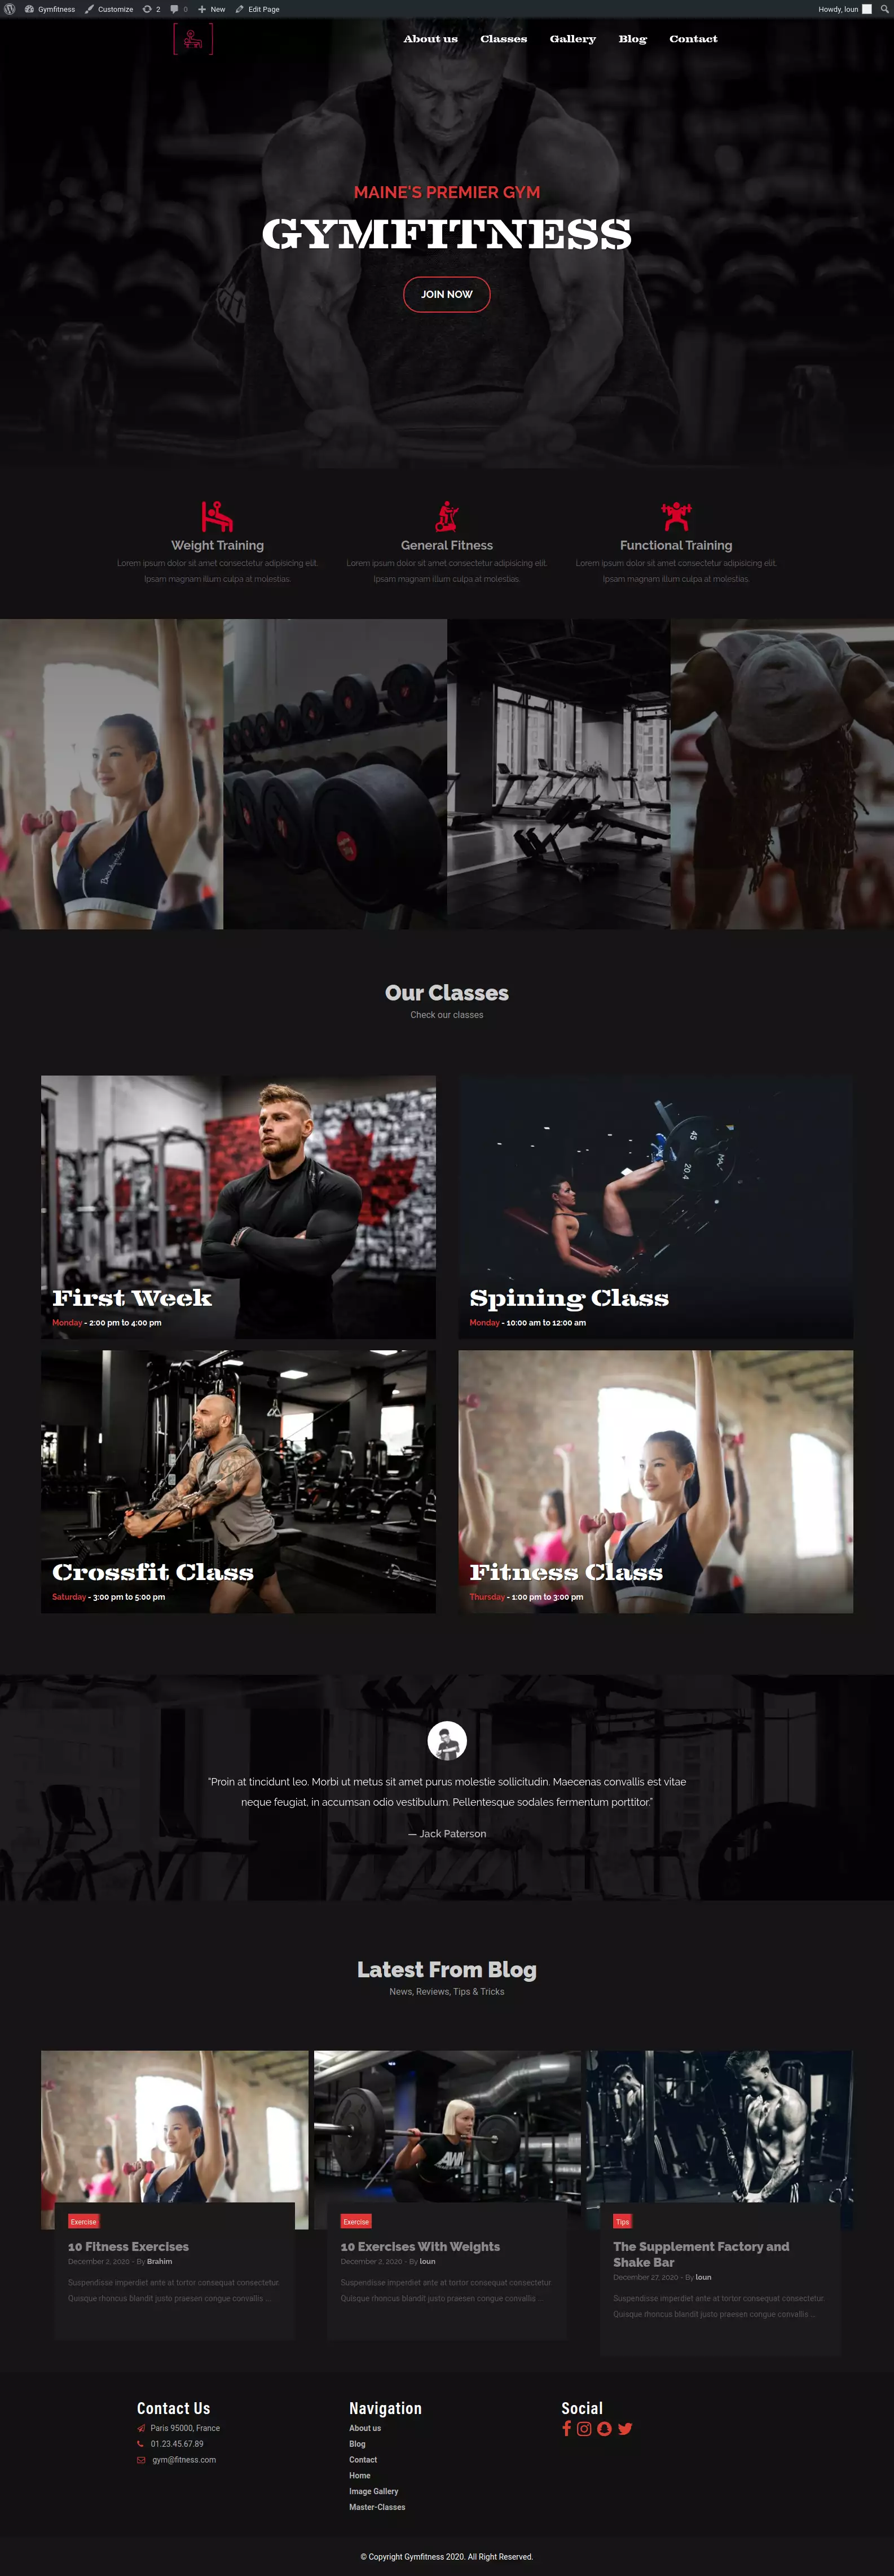 Gymfitness Customize 2 0 New Edit Page Howdy, loun
About us Classes Gallery Blog Contact
MAINE'S PREMIER GYM
GYMFITNESS
JOIN NOW
Weight Training
Lorem ipsum dolor sit amet consectetur adipisicing elit.
Ipsam magnam illum culpa at molestias.
General Fitness
Lorem ipsum dolor sit amet consectetur adipisicing elit.
Ipsam magnam illum culpa at molestias.
Functional Training
Lorem ipsum dolor sit amet consectetur adipisicing elit.
Ipsam magnam illum culpa at molestias.
Our Classes
Check our classes
First Week
Monday - 2:00 pm to 4:00 pm
45
20.4
Spining Class
Monday - 10:00 am to 12:00 am
Crossfit Class
Saturday - 3:00 pm to 5:00 pm
Fitness Class
Thursday - 1:00 pm to 3:00 pm
"Proin at tincidunt leo. Morbi ut metus sit amet purus molestie sollicitudin. Maecenas convallis est vitae
neque feugiat, in accumsan odio vestibulum. Pellentesque sodales fermentum porttitor."
— Jack Paterson
Latest From Blog
News, Reviews, Tips & Tricks
Exercise
10 Fitness Exercises
December 2, 2020 - By Brahim
Suspendisse imperdiet ante at tortor consequat consectetur.
Quisque rhoncus blandit justo praesen congue convallis ...
Exercise
10 Exercises With Weights
December 2, 2020 - By loun
Suspendisse imperdiet ante at tortor consequat consectetur.
Quisque rhoncus blandit justo praesen congue convallis ...
Tips
The Supplement Factory and
Shake Bar
December 27, 2020 - By loun
Suspendisse imperdiet ante at tortor consequat consectetur.
Quisque rhoncus blandit justo praesen congue convallis ...
Contact Us
Paris 95000, France
01.23.45.67.89
gym@fitness.com
Navigation
About us
Blog
Contact
Home
Image Gallery
Master-Classes
Social
© Copyright Gymfitness 2020. All Right Reserved.